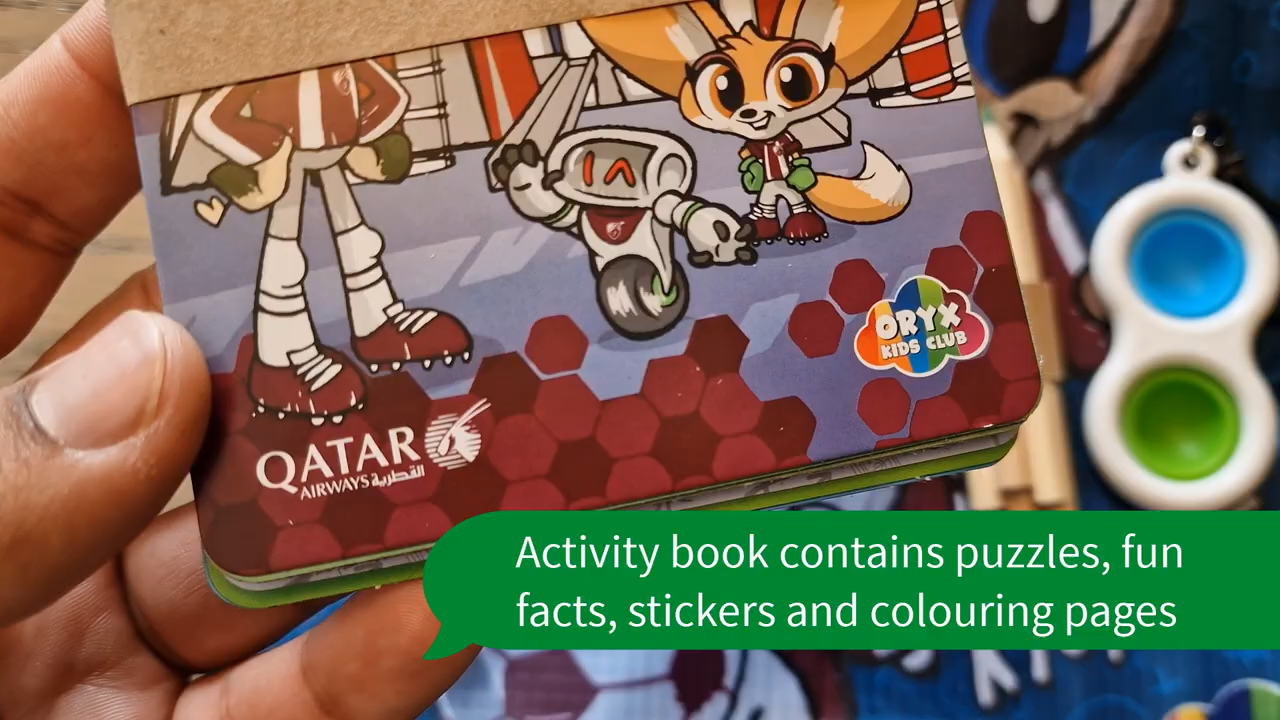 ORYX
KIDS CLUB
QATAR
AIRWAYS القطرية
Activity book contains puzzles, fun
facts, stickers and colouring pages